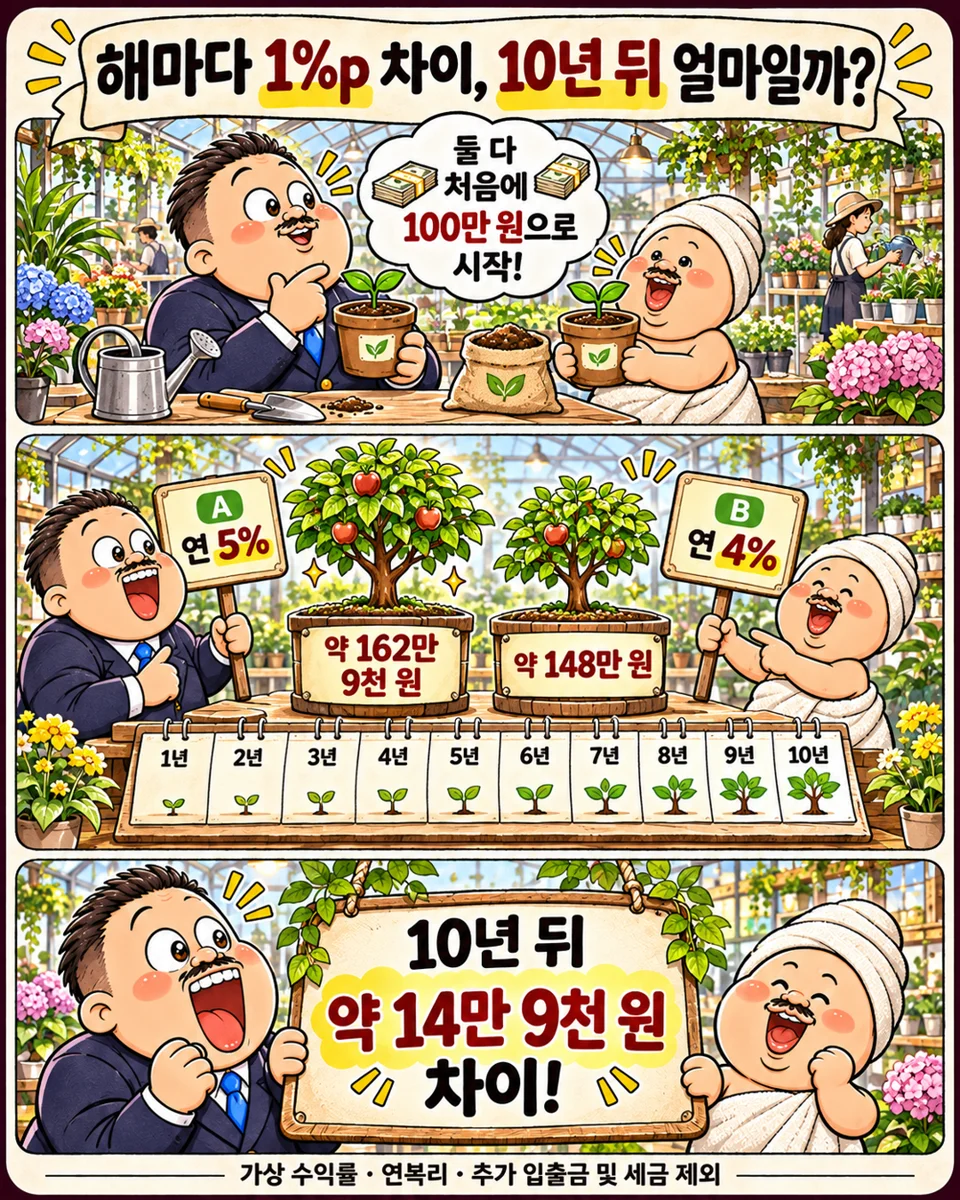 해마다 1%p 차이, 10년 뒤 얼마일까?
둘 다
처음에
100만 원으로
시작!
A
연 5%
B
연 4%
약 162만
9천 원
약 148만 원
1년
2년
3년
4년
5년
6년
7년
8년
9년
10년
10년 뒤
약 14만 9천 원
차이!
가상 수익률 · 연복리 · 추가 입출금 및 세금 제외